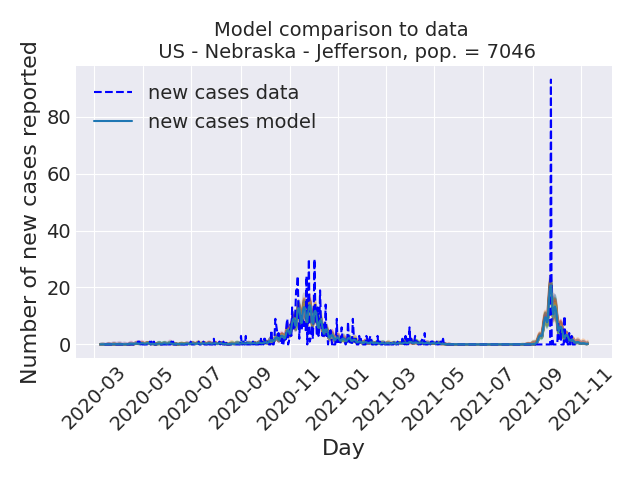 Model comparison to data
US - Nebraska - Jefferson, pop. = 7046
Number of new cases reported
80
60
40
20
0
new cases data
new cases model
2020-03
2020-05
2020-07
2020-09
2020-11
2021-01
2021-03
2021-05
2021-07
2021-09
2021-11
Day